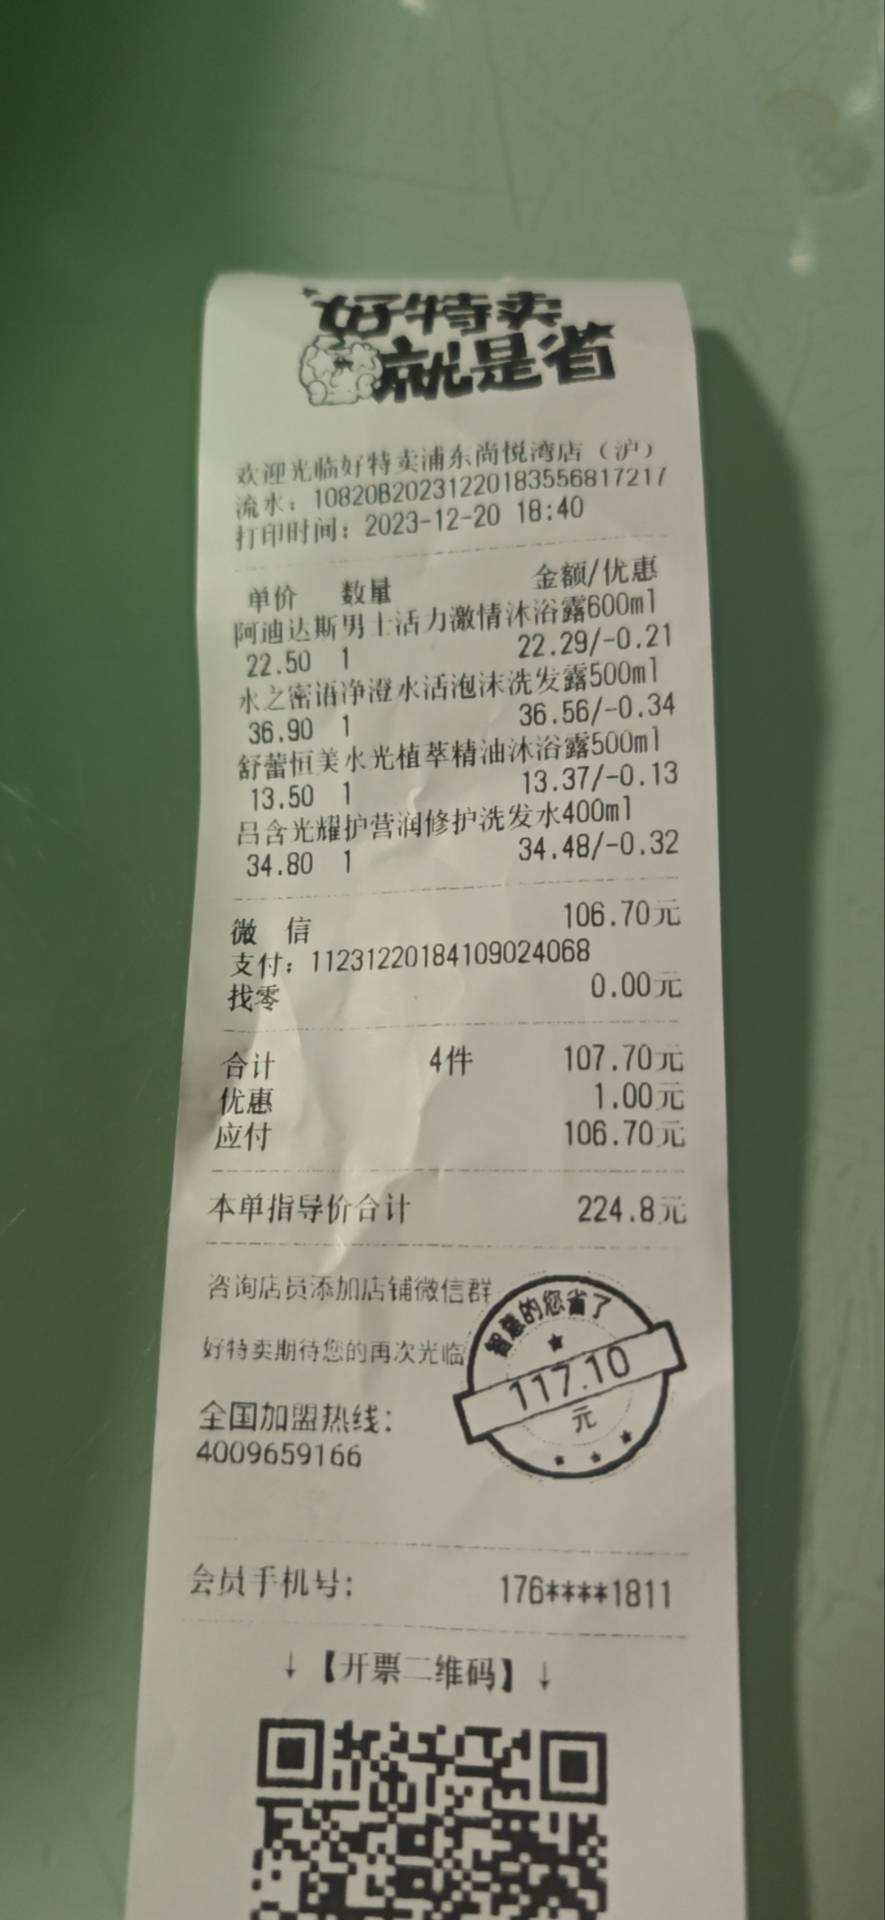 好特卖
就是省
欢迎光临好特卖浦东尚悦湾店（沪）
流水：10820B20231220183556817217
打印时间：2023-12-20 18:40
单价 数量 金额/优惠
阿迪达斯男士活力激情沐浴露600ml
22.50 1 22.29/-0.21
水之密语净澄水活泡沫洗发露500ml
36.90 1 36.56/-0.34
舒蕾恒美水光植萃精油沐浴露500ml
13.50 1 13.37/-0.13
吕含光耀护营润修护洗发水400ml
34.80 1 34.48/-0.32
微 信 106.70元
支付：11231220184109024068
找零 0.00元
合计 4件 107.70元
优惠 1.00元
应付 106.70元
本单指导价合计 224.8元
咨询店员添加店铺微信群
好特卖期待您的再次光临
智慧的您省了
117.10
元
全国加盟热线：
4009659166
会员手机号： 176****1811
↓【开票二维码】↓